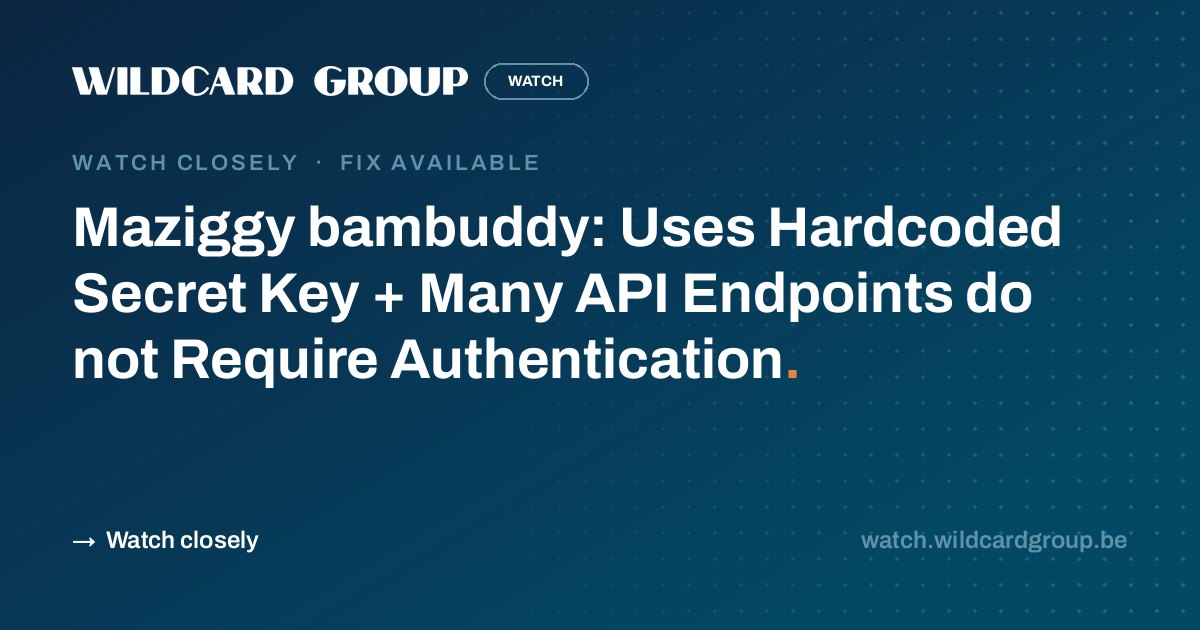 WILDCARD GROUP WATCH
WATCH CLOSELY · FIX AVAILABLE
Maziggy bambuddy: Uses Hardcoded
Secret Key + Many API Endpoints do
not Require Authentication.
→ Watch closely
watch.wildcardgroup.be